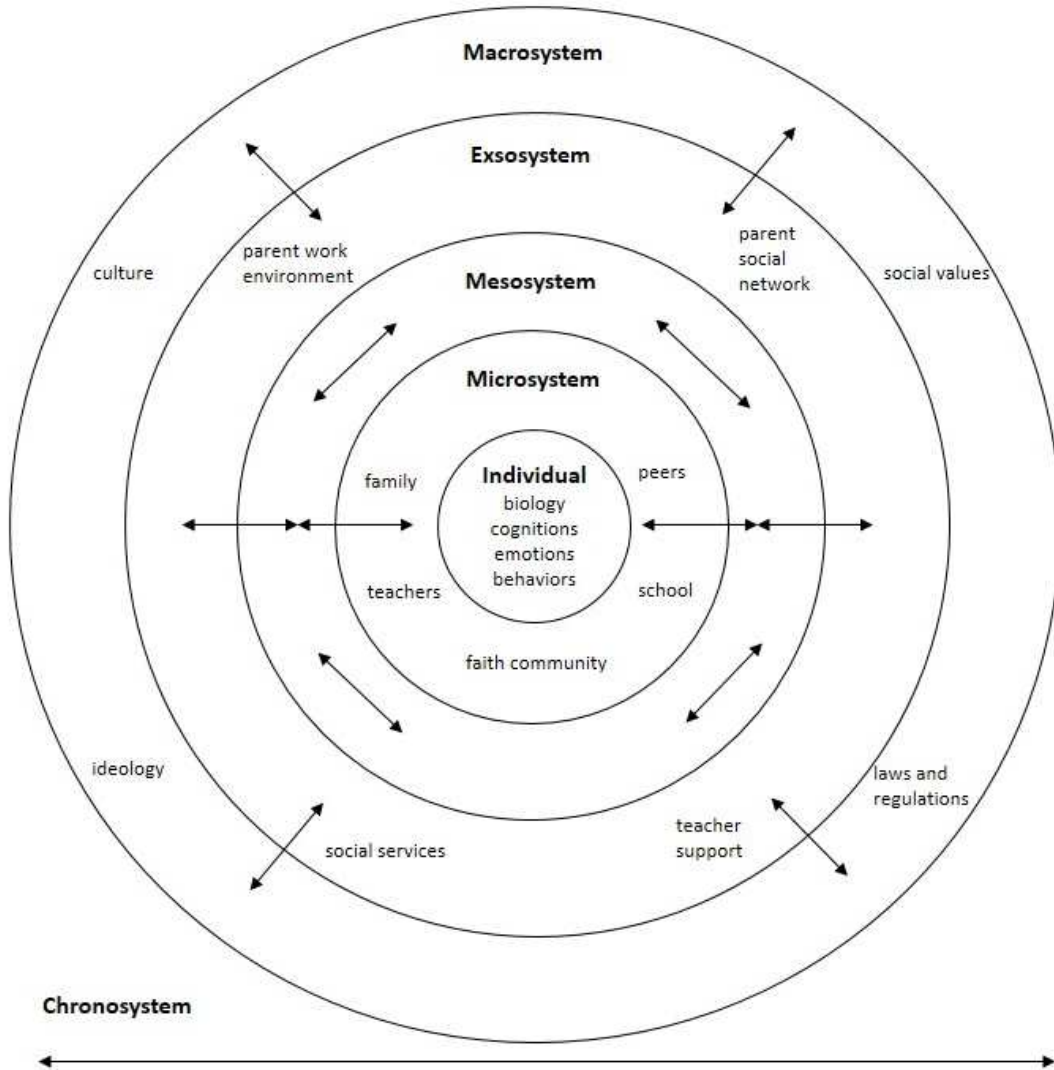 Macrosystem
Exsosystem
parent work
environment
parent
social
network
culture
social values
Mesosystem
Microsystem
family
Individual
peers
biology
cognitions
emotions
behaviors
teachers
school
faith community
ideology
laws and
regulations
social services
teacher
support
Chronosystem